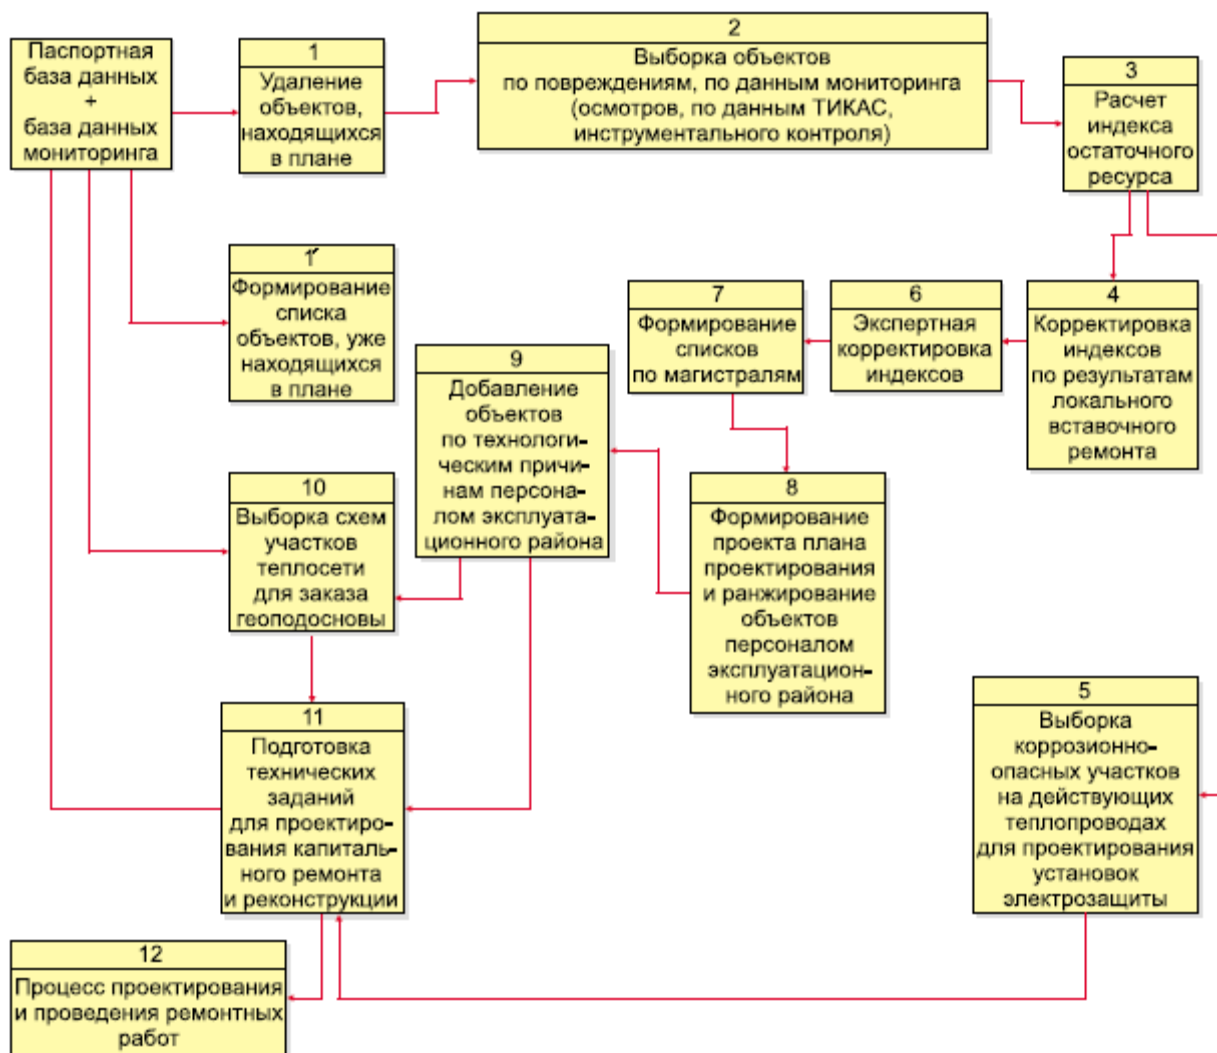 Паспортная
база данных
+
база данных
мониторинга
1
Удаление
объектов,
находящихся
в плане
2
Выборка объектов
по повреждениям, по данным мониторинга
(осмотров, по данным ТИКАС,
инструментального контроля)
3
Расчет
индекса
остаточного
ресурса
1'
Формирование
списка
объектов, уже
находящихся
в плане
9
Добавление
объектов
по технологи-
ческим причи-
нам персона-
лом эксплуата-
ционного района
7
Формирование
списков
по магистралям
6
Экспертная
корректировка
индексов
4
Корректировка
индексов
по результатам
локального
вставочного
ремонта
10
Выборка схем
участков
теплосети
для заказа
геоподосновы
8
Формирование
проекта плана
проектирования
и ранжирование
объектов
персоналом
эксплуатацион-
ного района
11
Подготовка
технических
заданий
для проектиро-
вания капиталь-
ного ремонта
и реконструкции
5
Выборка
коррозионно-
опасных участков
на действующих
теплопроводах
для проектирования
установок
электрозащиты
12
Процесс проектирования
и проведения ремонтных
работ